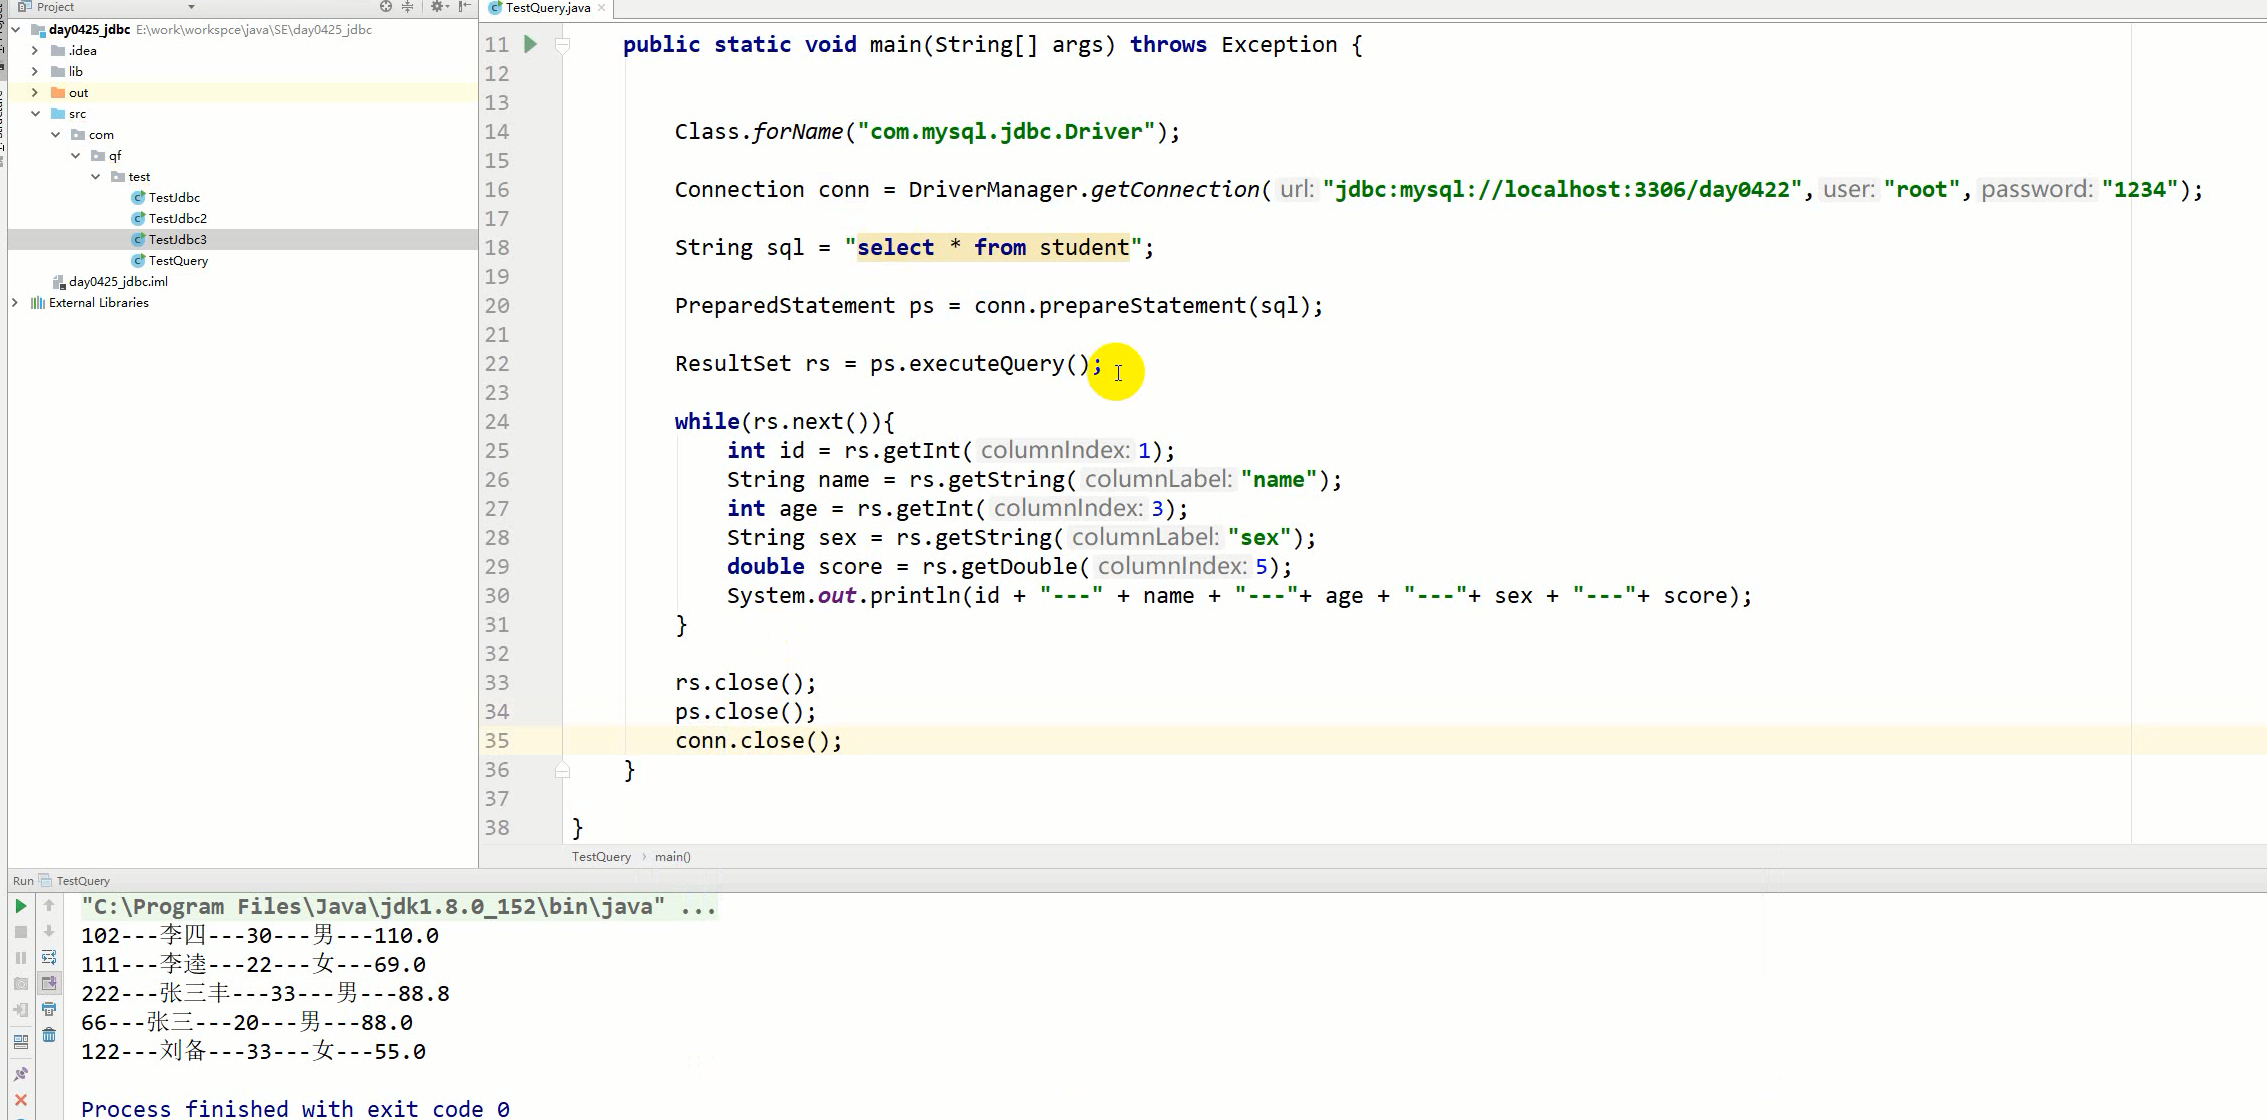 Project
day0425_jdbc E:\work\workspce\java\SE\day0425_jdbc
.idea
lib
out
src
com
qf
test
TestJdbc
TestJdbc2
TestJdbc3
TestQuery
day0425_jdbc.iml
External Libraries
TestQuery.java
11 public static void main(String[] args) throws Exception {
12
13
14 Class.forName("com.mysql.jdbc.Driver");
15
16 Connection conn = DriverManager.getConnection( url: "jdbc:mysql://localhost:3306/day0422", user: "root", password: "1234");
17
18 String sql = "select * from student";
19
20 PreparedStatement ps = conn.prepareStatement(sql);
21
22 ResultSet rs = ps.executeQuery();
23
24 while(rs.next()){
25 int id = rs.getInt( columnIndex: 1);
26 String name = rs.getString( columnLabel: "name");
27 int age = rs.getInt( columnIndex: 3);
28 String sex = rs.getString( columnLabel: "sex");
29 double score = rs.getDouble( columnIndex: 5);
30 System.out.println(id + "---" + name + "---"+ age + "---"+ sex + "---"+ score);
31 }
32
33 rs.close();
34 ps.close();
35 conn.close();
36 }
37
38 }
TestQuery › main()
Run TestQuery
"C:\Program Files\Java\jdk1.8.0_152\bin\java" ...
102---李四---30---男---110.0
111---李逵---22---女---69.0
222---张三丰---33---男---88.8
66---张三---20---男---88.0
122---刘备---33---女---55.0
Process finished with exit code 0